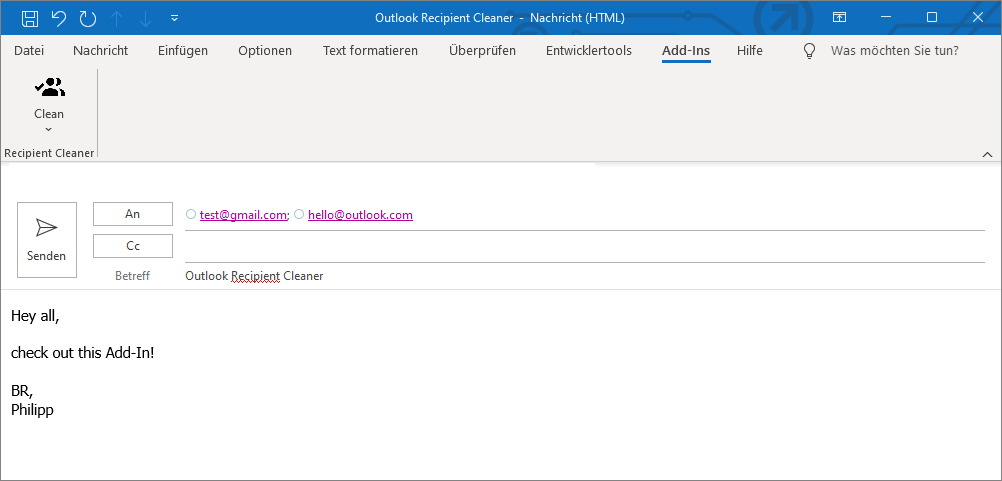 Outlook Recipient Cleaner - Nachricht (HTML)
Datei Nachricht Einfügen Optionen Text formatieren Überprüfen Entwicklertools Add-Ins Hilfe Was möchten Sie tun?
Clean
Recipient Cleaner
An test@gmail.com; hello@outlook.com
Senden
Cc
Betreff Outlook Recipient Cleaner
Hey all,
check out this Add-In!
BR,
Philipp